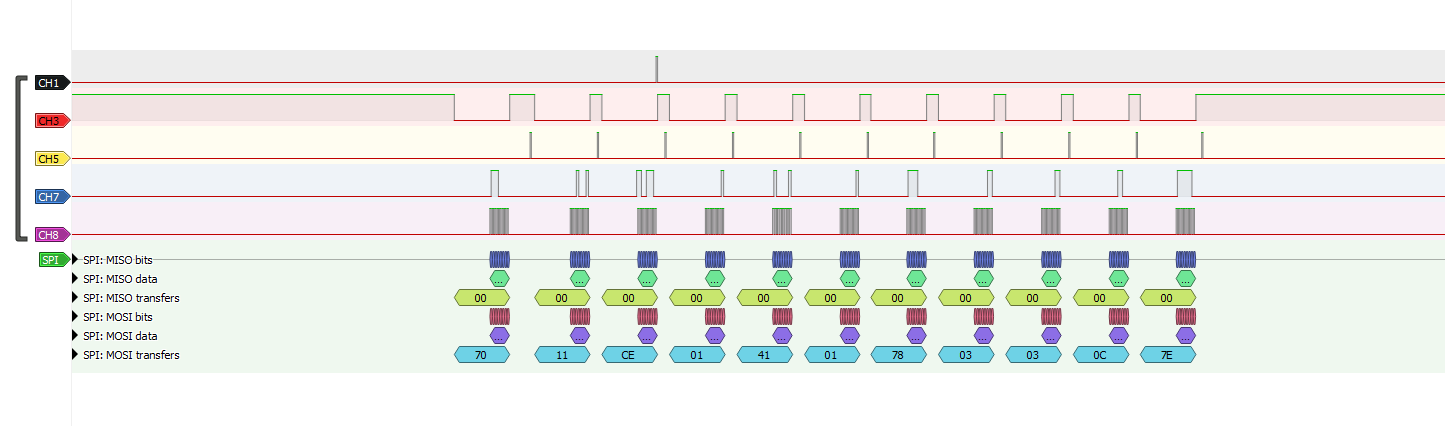 CH1
CH3
CH5
CH7
CH8
SPI SPI: MISO bits
SPI: MISO data ... ... ... ... ... ... ... ... ... ... ...
SPI: MISO transfers 00 00 00 00 00 00 00 00 00 00 00
SPI: MOSI bits
SPI: MOSI data ... ... ... ... ... ... ... ... ... ... ...
SPI: MOSI transfers 70 11 CE 01 41 01 78 03 03 0C 7E